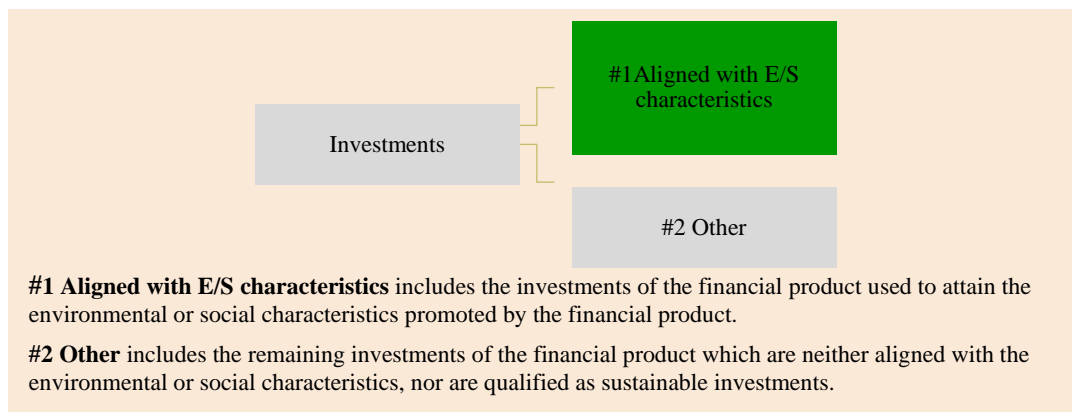 #1Aligned with E/S
characteristics
Investments
#2 Other
#1 Aligned with E/S characteristics includes the investments of the financial product used to attain the
environmental or social characteristics promoted by the financial product.
#2 Other includes the remaining investments of the financial product which are neither aligned with the
environmental or social characteristics, nor are qualified as sustainable investments.